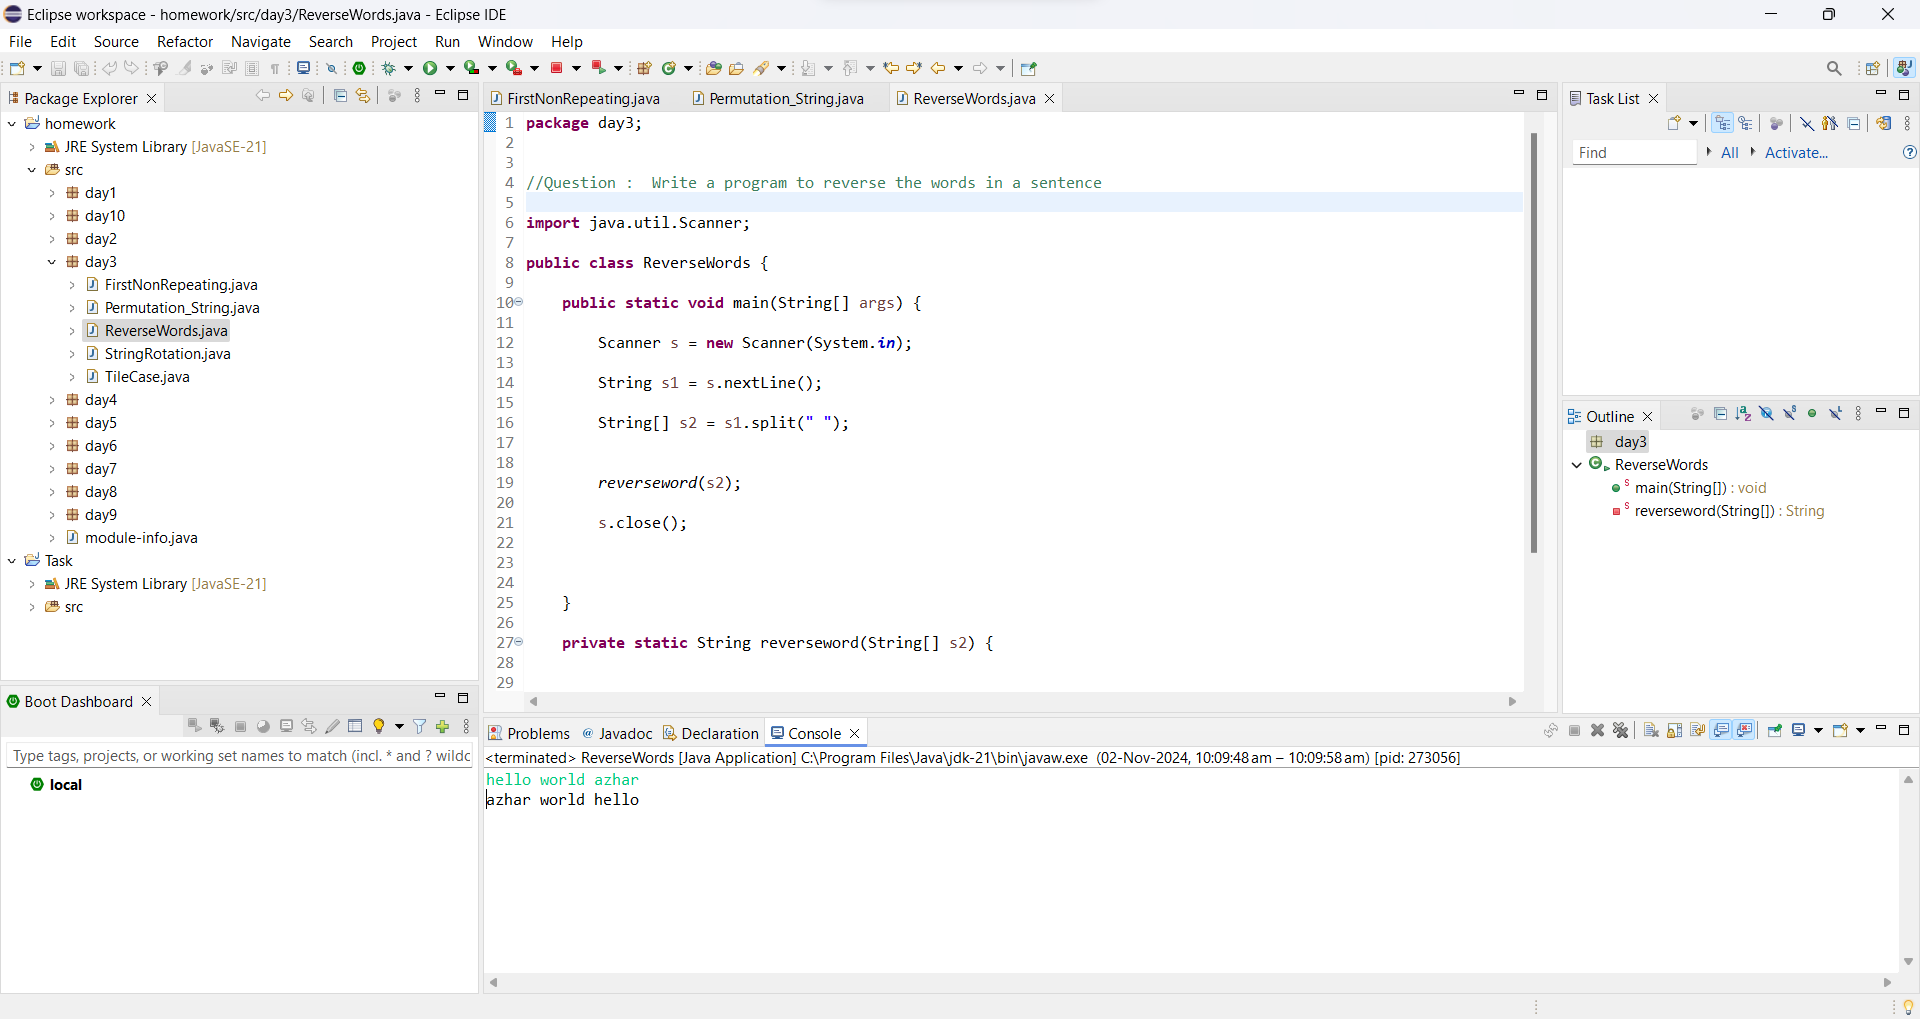 Eclipse workspace - homework/src/day3/ReverseWords.java - Eclipse IDE
File Edit Source Refactor Navigate Search Project Run Window Help
Package Explorer
homework
JRE System Library [JavaSE-21]
src
day1
day10
day2
day3
FirstNonRepeating.java
Permutation_String.java
ReverseWords.java
StringRotation.java
TileCase.java
day4
day5
day6
day7
day8
day9
module-info.java
Task
JRE System Library [JavaSE-21]
src
Boot Dashboard
Type tags, projects, or working set names to match (incl. * and ? wildc
local
FirstNonRepeating.java Permutation_String.java ReverseWords.java
1 package day3;
2
3
4 //Question :  Write a program to reverse the words in a sentence
5
6 import java.util.Scanner;
7
8 public class ReverseWords {
9
10 public static void main(String[] args) {
11
12 Scanner s = new Scanner(System.in);
13
14 String s1 = s.nextLine();
15
16 String[] s2 = s1.split(" ");
17
18
19 reverseword(s2);
20
21 s.close();
22
23
24
25 }
26
27 private static String reverseword(String[] s2) {
28
29
Problems @ Javadoc Declaration Console
<terminated> ReverseWords [Java Application] C:\Program Files\Java\jdk-21\bin\javaw.exe (02-Nov-2024, 10:09:48 am – 10:09:58 am) [pid: 273056]
hello world azhar
azhar world hello
Task List
Find All Activate...
Outline
day3
ReverseWords
main(String[]) : void
reverseword(String[]) : String